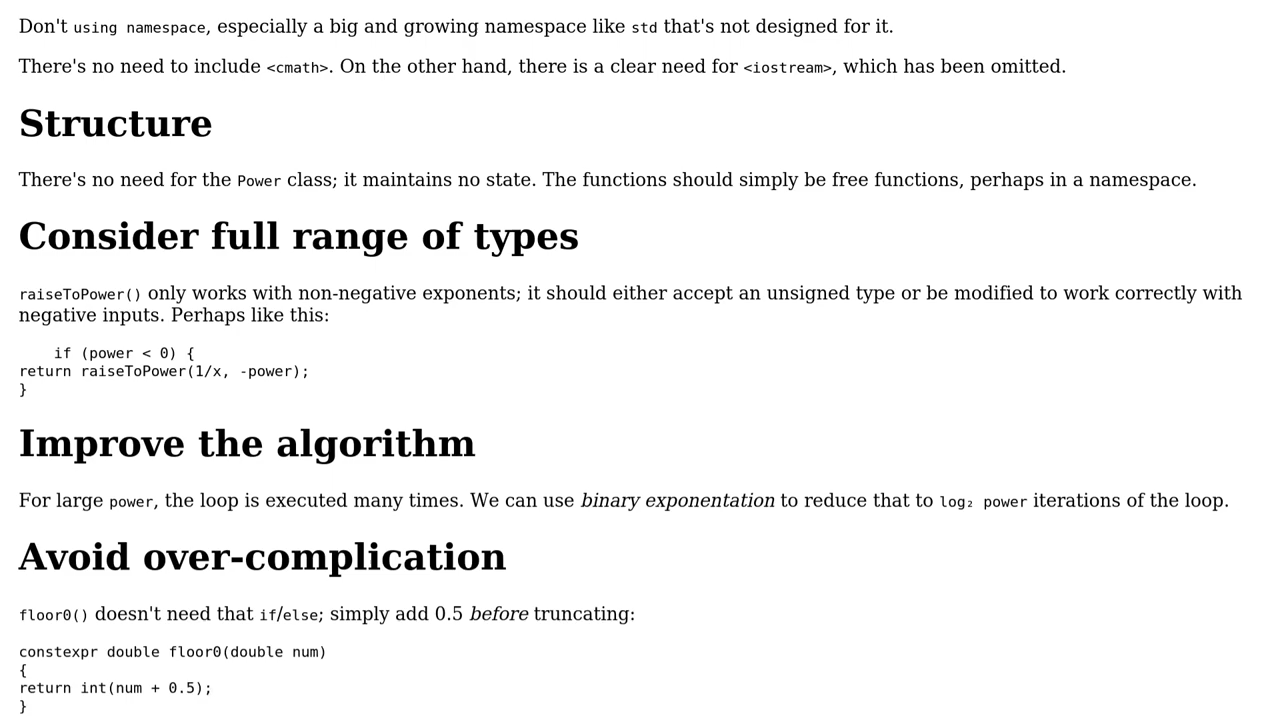 Don't using namespace, especially a big and growing namespace like std that's not designed for it.
There's no need to include <cmath>. On the other hand, there is a clear need for <iostream>, which has been omitted.
Structure
There's no need for the Power class; it maintains no state. The functions should simply be free functions, perhaps in a namespace.
Consider full range of types
raiseToPower() only works with non-negative exponents; it should either accept an unsigned type or be modified to work correctly with
negative inputs. Perhaps like this:
    if (power < 0) {
return raiseToPower(1/x, -power);
}
Improve the algorithm
For large power, the loop is executed many times. We can use binary exponentation to reduce that to log₂ power iterations of the loop.
Avoid over-complication
floor0() doesn't need that if/else; simply add 0.5 before truncating:
constexpr double floor0(double num)
{
return int(num + 0.5);
}